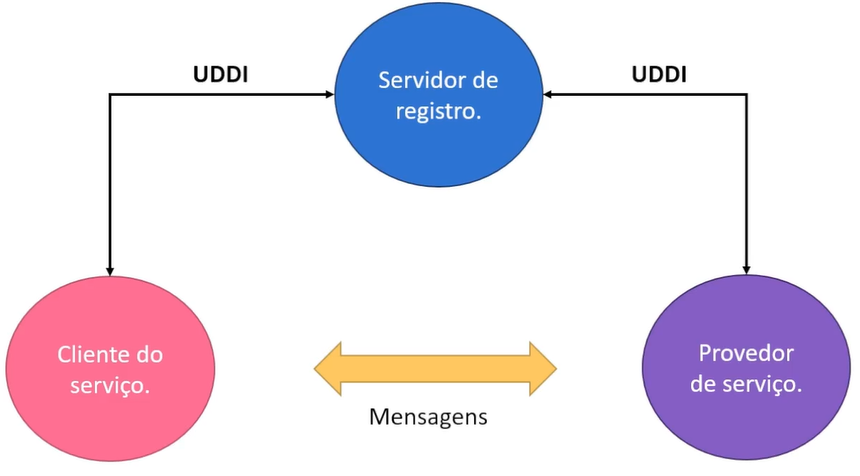 UDDI
UDDI
Servidor de
registro.
Cliente do
serviço.
Provedor
de serviço.
Mensagens